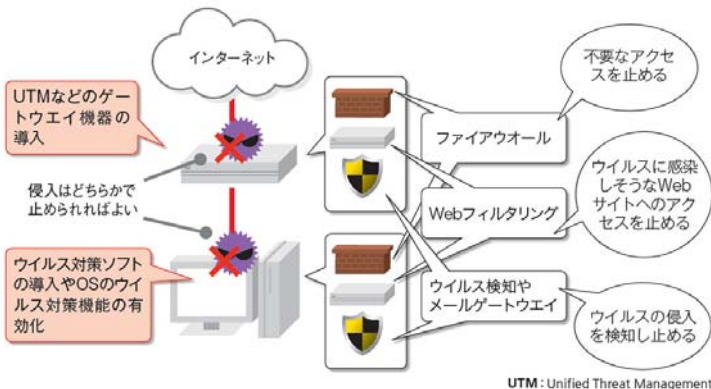 インターネット
UTMなどのゲー
トウエイ機器の
導入
侵入はどちらかで
止められればよい
ウイルス対策ソフト
の導入やOSのウイ
ルス対策機能の有
効化
ファイアウオール
Webフィルタリング
ウイルス検知や
メールゲートウエイ
不要なアクセ
スを止める
ウイルスに感染
しそうなWeb
サイトへのアク
セスを止める
ウイルスの侵入
を検知し止める
UTM：Unified Threat Management